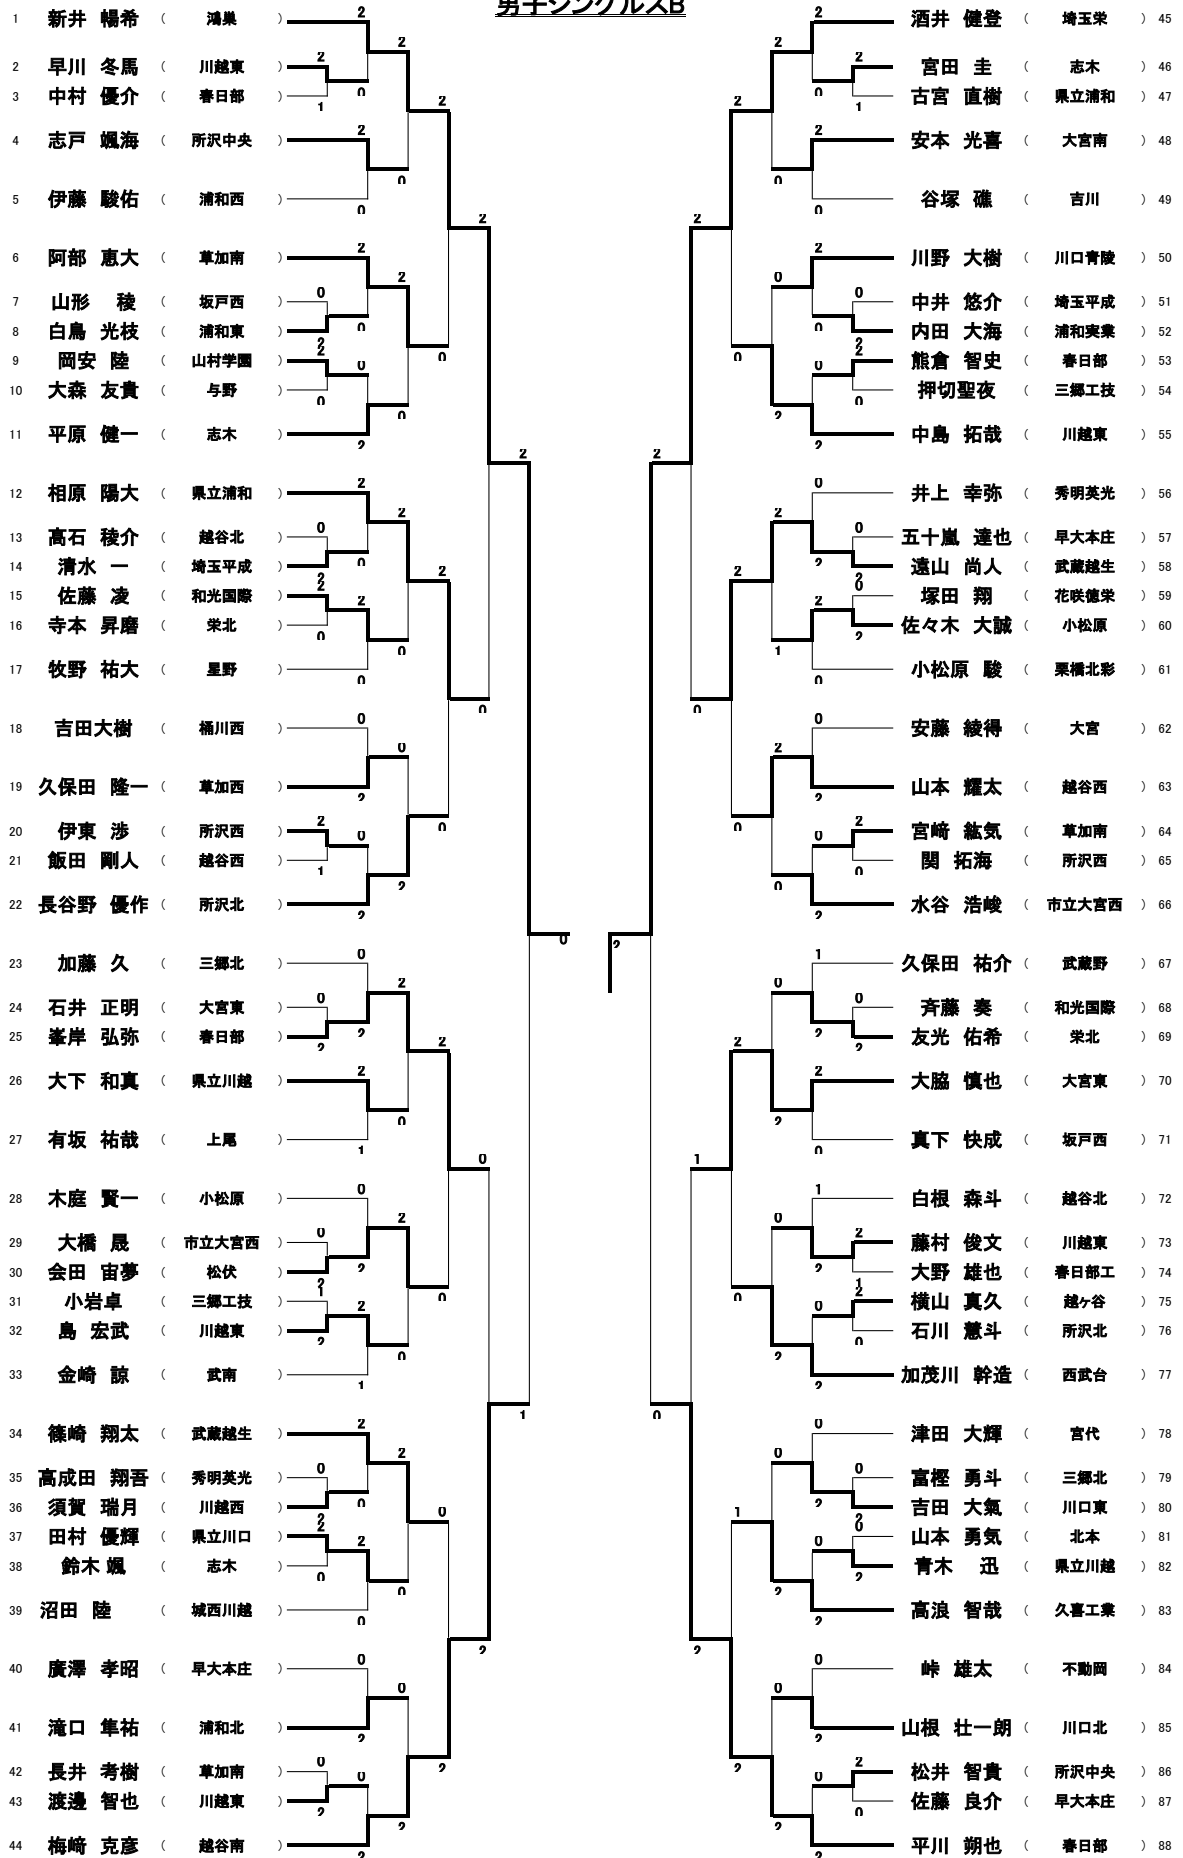 男子シングルスB
1 新井 暢希 （ 鴻巣 ）
2 早川 冬馬 （ 川越東 ）
3 中村 優介 （ 春日部 ）
4 志戸 颯海 （ 所沢中央 ）
5 伊藤 駿佑 （ 浦和西 ）
6 阿部 恵大 （ 草加南 ）
7 山形 稜 （ 坂戸西 ）
8 白鳥 光枝 （ 浦和東 ）
9 岡安 陸 （ 山村学園 ）
10 大森 友貴 （ 与野 ）
11 平原 健一 （ 志木 ）
12 相原 陽大 （ 県立浦和 ）
13 高石 稜介 （ 越谷北 ）
14 清水 一 （ 埼玉平成 ）
15 佐藤 凌 （ 和光国際 ）
16 寺本 昇磨 （ 栄北 ）
17 牧野 祐大 （ 星野 ）
18 吉田大樹 （ 桶川西 ）
19 久保田 隆一 （ 草加西 ）
20 伊東 渉 （ 所沢西 ）
21 飯田 剛人 （ 越谷西 ）
22 長谷野 優作 （ 所沢北 ）
23 加藤 久 （ 三郷北 ）
24 石井 正明 （ 大宮東 ）
25 峯岸 弘弥 （ 春日部 ）
26 大下 和真 （ 県立川越 ）
27 有坂 祐哉 （ 上尾 ）
28 木庭 賢一 （ 小松原 ）
29 大橋 晟 （ 市立大宮西 ）
30 会田 宙夢 （ 松伏 ）
31 小岩卓 （ 三郷工技 ）
32 島 宏武 （ 川越東 ）
33 金崎 諒 （ 武南 ）
34 篠崎 翔太 （ 武蔵越生 ）
35 高成田 翔吾 （ 秀明英光 ）
36 須賀 瑞月 （ 川越西 ）
37 田村 優輝 （ 県立川口 ）
38 鈴木 颯 （ 志木 ）
39 沼田 陸 （ 城西川越 ）
40 廣澤 孝昭 （ 早大本庄 ）
41 滝口 隼祐 （ 浦和北 ）
42 長井 考樹 （ 草加南 ）
43 渡邊 智也 （ 川越東 ）
44 梅﨑 克彦 （ 越谷南 ）
酒井 健登 （ 埼玉栄 ） 45
宮田 圭 （ 志木 ） 46
古宮 直樹 （ 県立浦和 ） 47
安本 光喜 （ 大宮南 ） 48
谷塚 礁 （ 吉川 ） 49
川野 大樹 （ 川口青陵 ） 50
中井 悠介 （ 埼玉平成 ） 51
内田 大海 （ 浦和実業 ） 52
熊倉 智史 （ 春日部 ） 53
押切聖夜 （ 三郷工技 ） 54
中島 拓哉 （ 川越東 ） 55
井上 幸弥 （ 秀明英光 ） 56
五十嵐 達也 （ 早大本庄 ） 57
遠山 尚人 （ 武蔵越生 ） 58
塚田 翔 （ 花咲徳栄 ） 59
佐々木 大誠 （ 小松原 ） 60
小松原 駿 （ 栗橋北彩 ） 61
安藤 綾得 （ 大宮 ） 62
山本 耀太 （ 越谷西 ） 63
宮﨑 紘気 （ 草加南 ） 64
関 拓海 （ 所沢西 ） 65
水谷 浩峻 （ 市立大宮西 ） 66
久保田 祐介 （ 武蔵野 ） 67
斉藤 奏 （ 和光国際 ） 68
友光 佑希 （ 栄北 ） 69
大脇 慎也 （ 大宮東 ） 70
真下 快成 （ 坂戸西 ） 71
白根 森斗 （ 越谷北 ） 72
藤村 俊文 （ 川越東 ） 73
大野 雄也 （ 春日部工 ） 74
横山 真久 （ 越ヶ谷 ） 75
石川 慧斗 （ 所沢北 ） 76
加茂川 幹造 （ 西武台 ） 77
津田 大輝 （ 宮代 ） 78
富樫 勇斗 （ 三郷北 ） 79
吉田 大氣 （ 川口東 ） 80
山本 勇気 （ 北本 ） 81
青木 迅 （ 県立川越 ） 82
高浪 智哉 （ 久喜工業 ） 83
峠 雄太 （ 不動岡 ） 84
山根 壮一朗 （ 川口北 ） 85
松井 智貴 （ 所沢中央 ） 86
佐藤 良介 （ 早大本庄 ） 87
平川 朔也 （ 春日部 ） 88